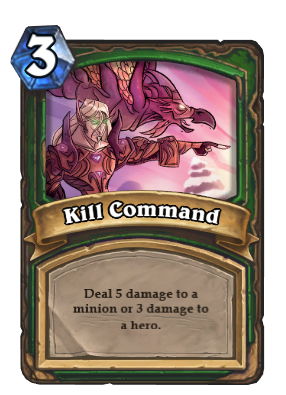 3
Kill Command
Deal 5 damage to a
minion or 3 damage to
a hero.